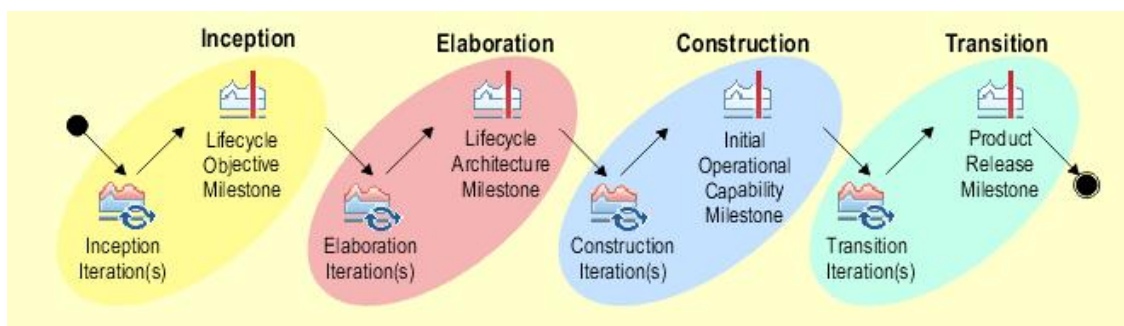 Inception
Elaboration
Construction
Transition
Lifecycle
Objective
Milestone
Inception
Iteration(s)
Lifecycle
Architecture
Milestone
Elaboration
Iteration(s)
Initial
Operational
Capability
Milestone
Construction
Iteration(s)
Product
Release
Milestone
Transition
Iteration(s)